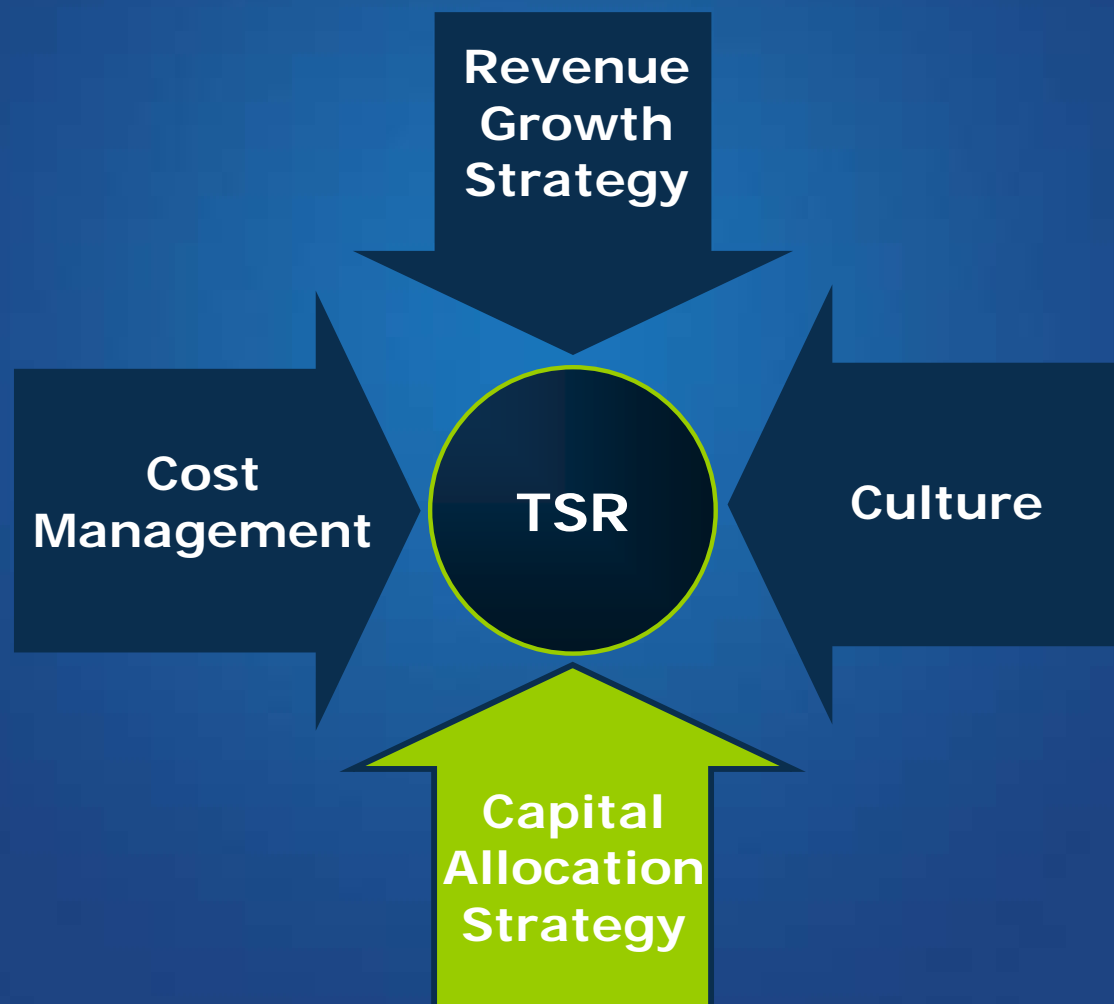 Revenue
Growth
Strategy
Cost
Management
TSR
Culture
Capital
Allocation
Strategy